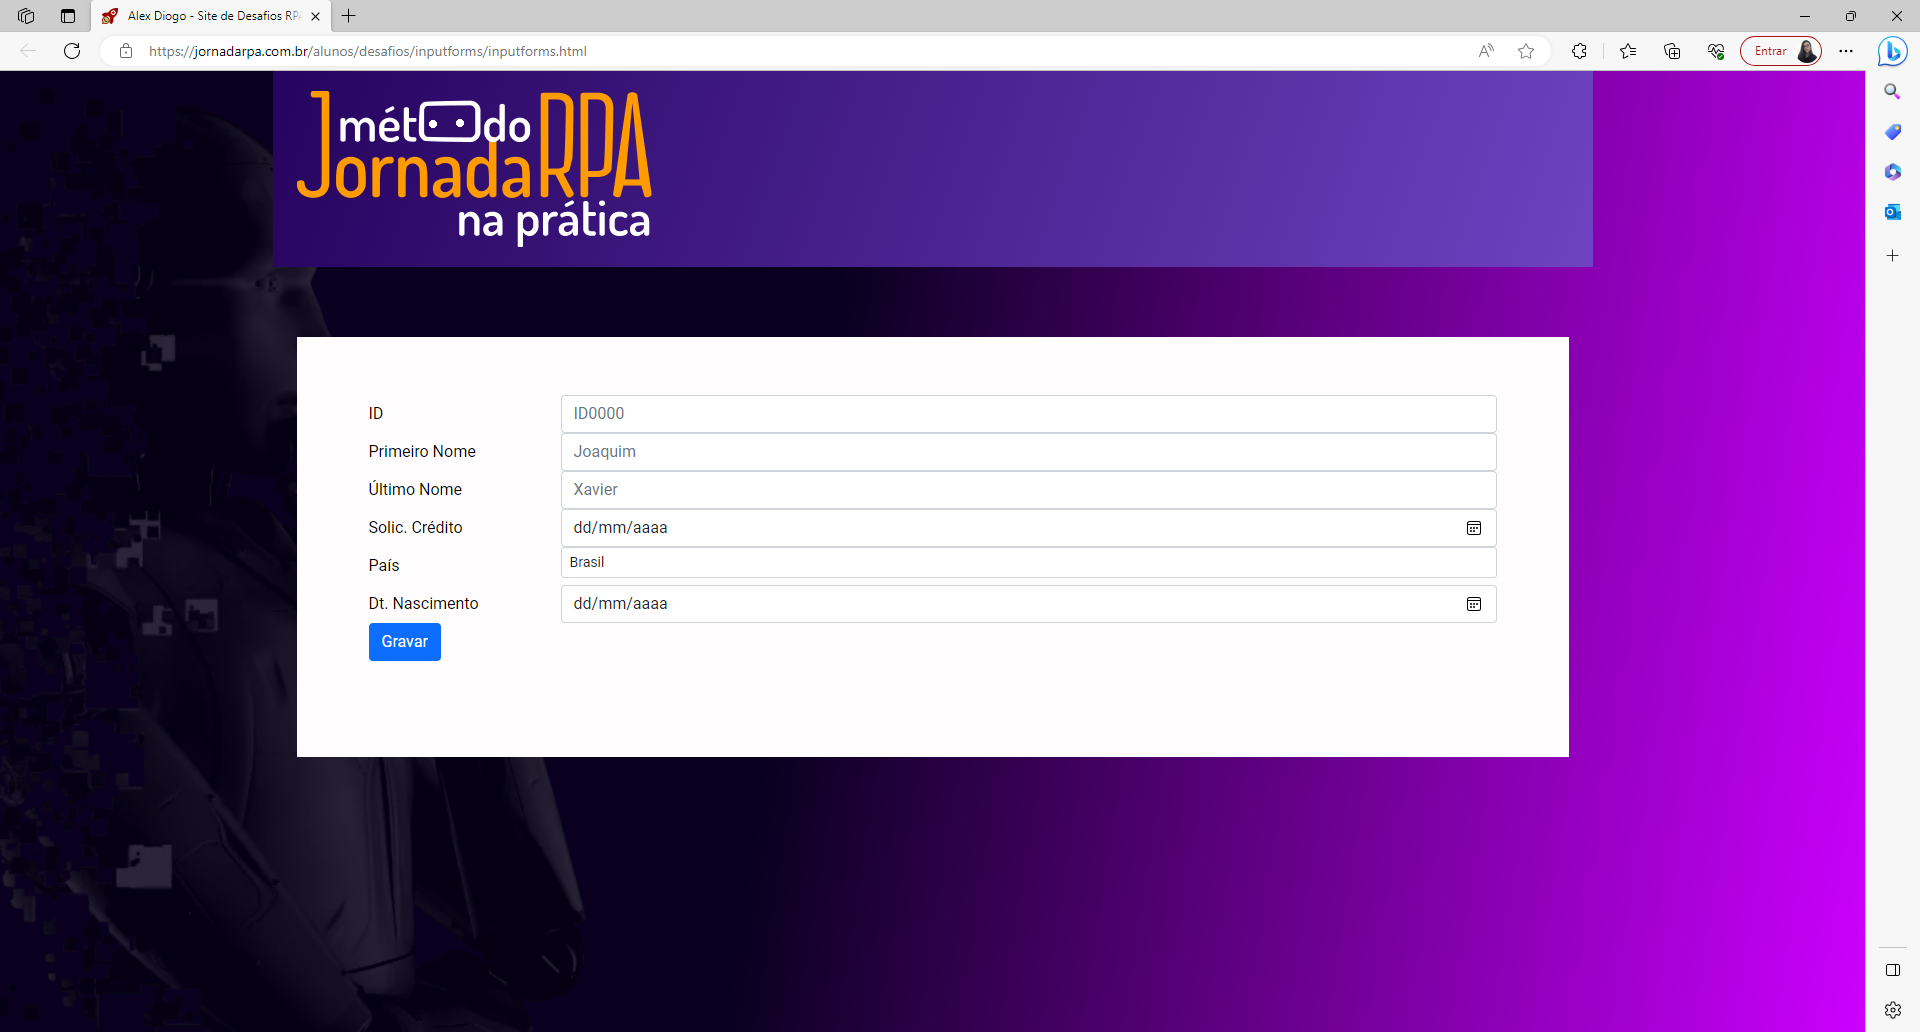 Alex Diogo - Site de Desafios RPA
https://jornadarpa.com.br/alunos/desafios/inputforms/inputforms.html
Entrar
método
JornadaRPA
na prática
ID
ID0000
Primeiro Nome
Joaquim
Último Nome
Xavier
Solic. Crédito
dd/mm/aaaa
País
Brasil
Dt. Nascimento
dd/mm/aaaa
Gravar